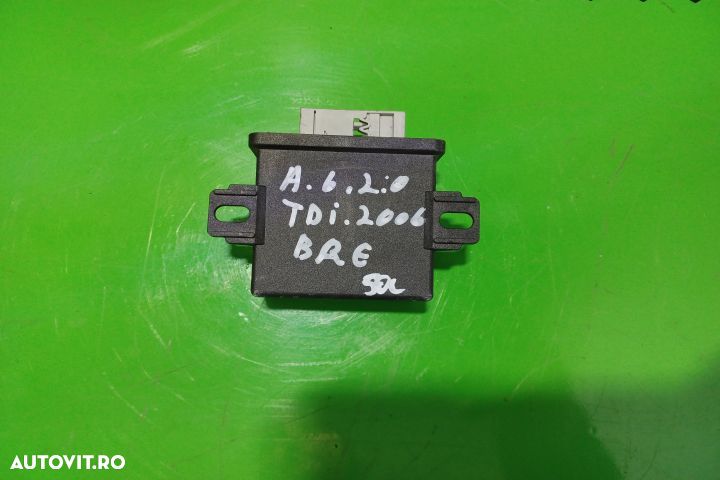 A.6.2.0
TDi.2006
BRE
AUTOVIT.RO